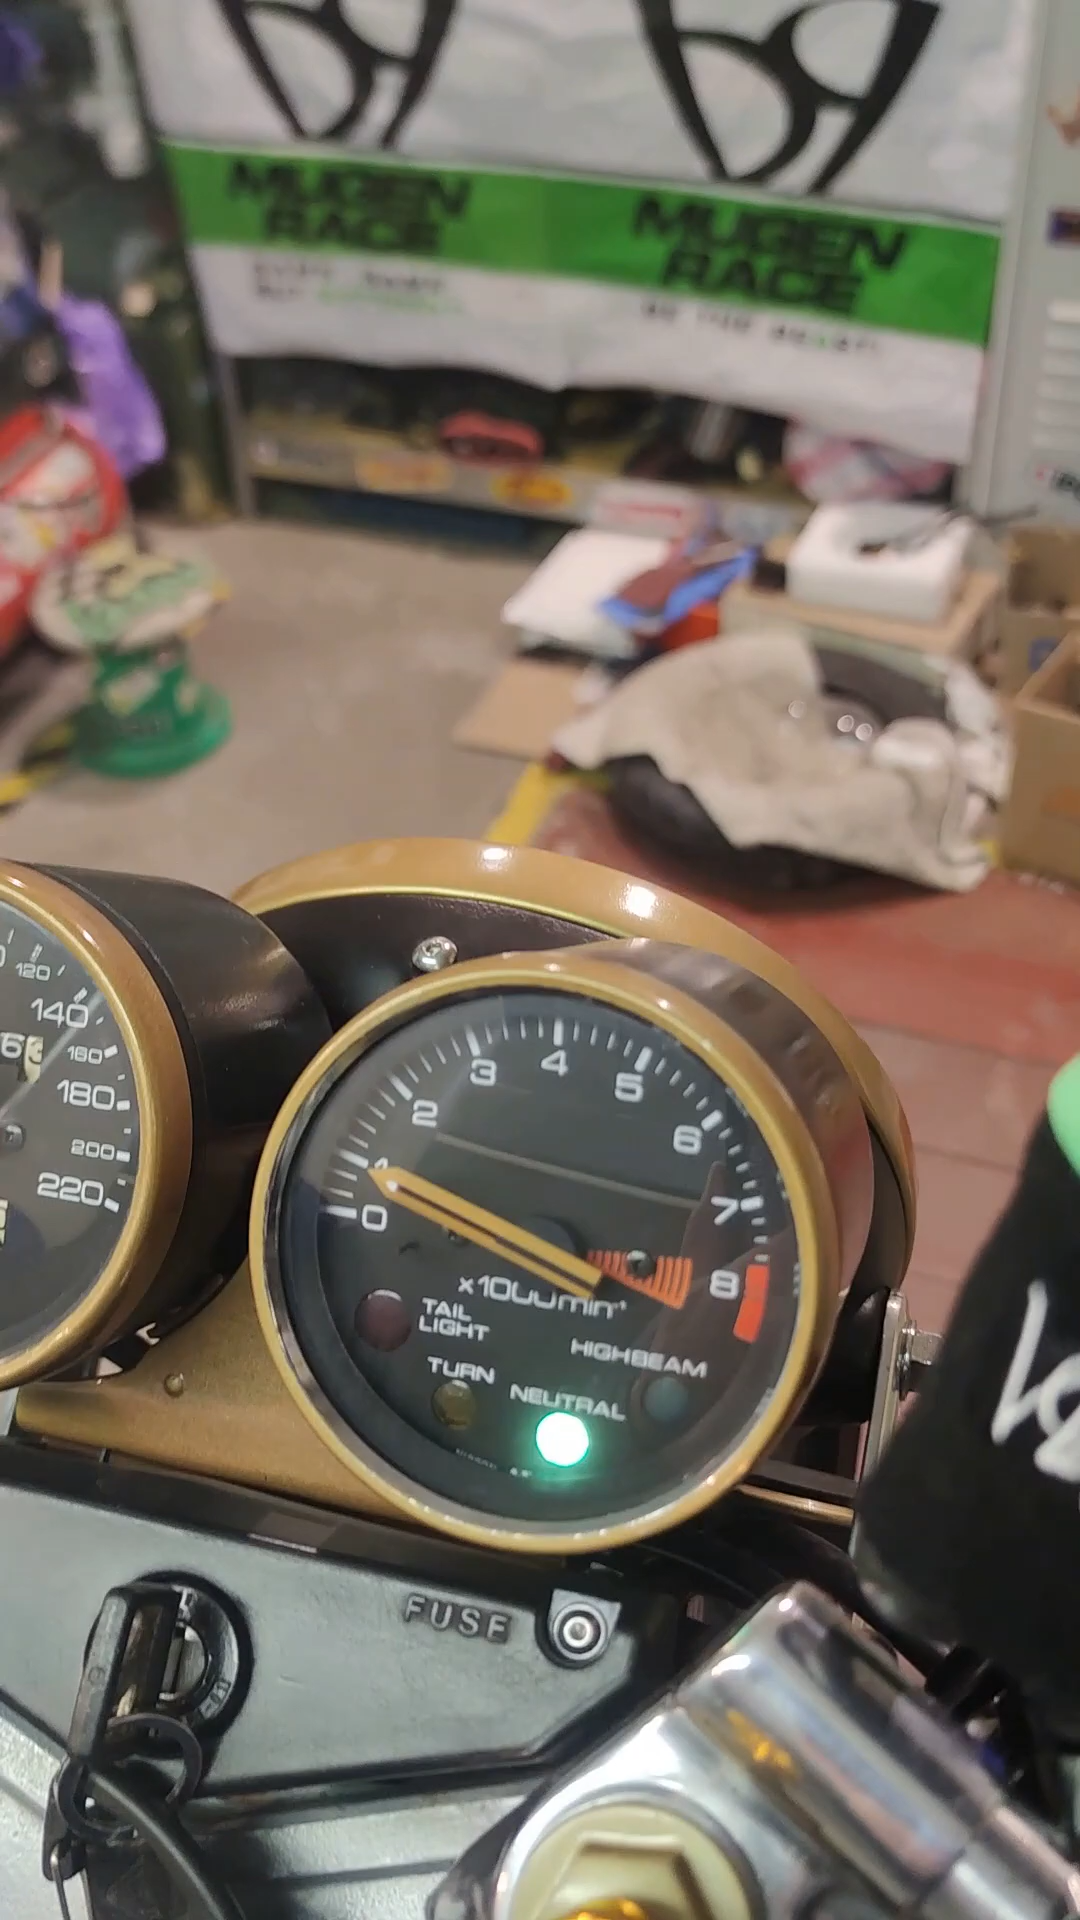 MUGEN
RACE
MUGEN
RACE
120
140
160
180
200
220
0
1
2
3
4
5
6
7
8
x1000min⁻¹
TAIL
LIGHT
TURN
NEUTRAL
HIGHBEAM
FUSE